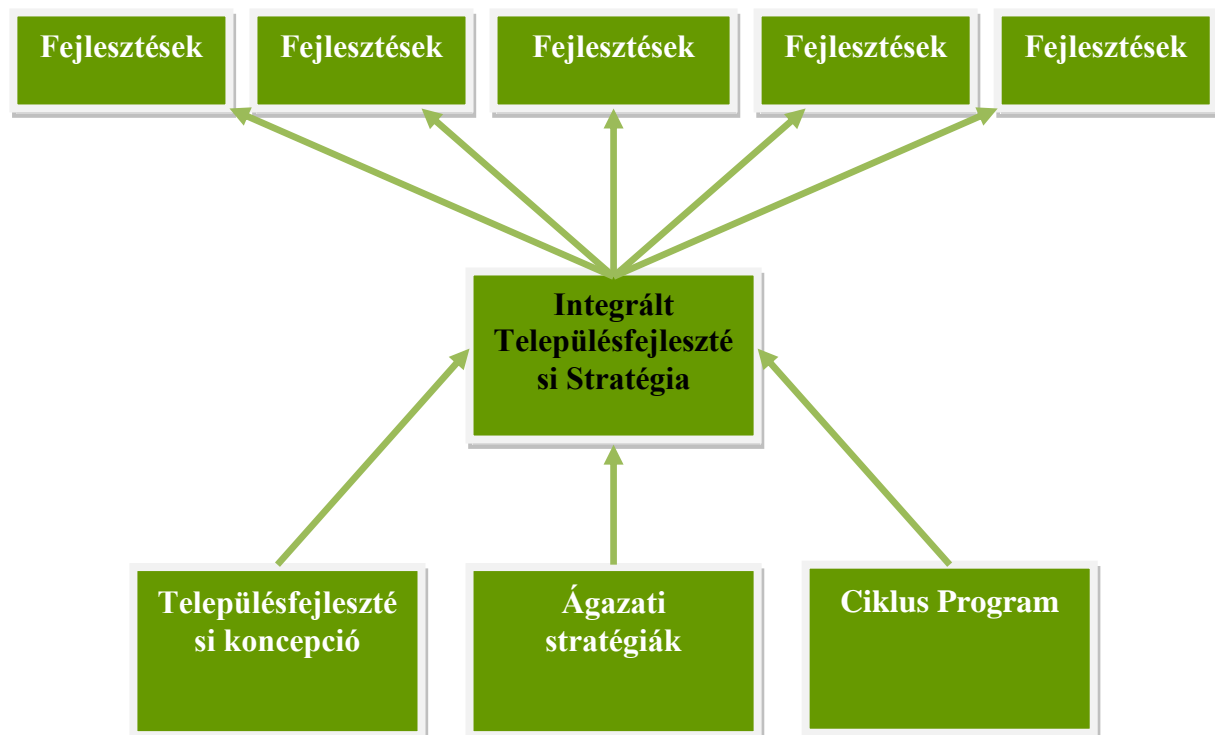 Fejlesztések
Fejlesztések
Fejlesztések
Fejlesztések
Fejlesztések
Integrált
Településfejleszté
si Stratégia
Településfejleszté
si koncepció
Ágazati
stratégiák
Ciklus Program